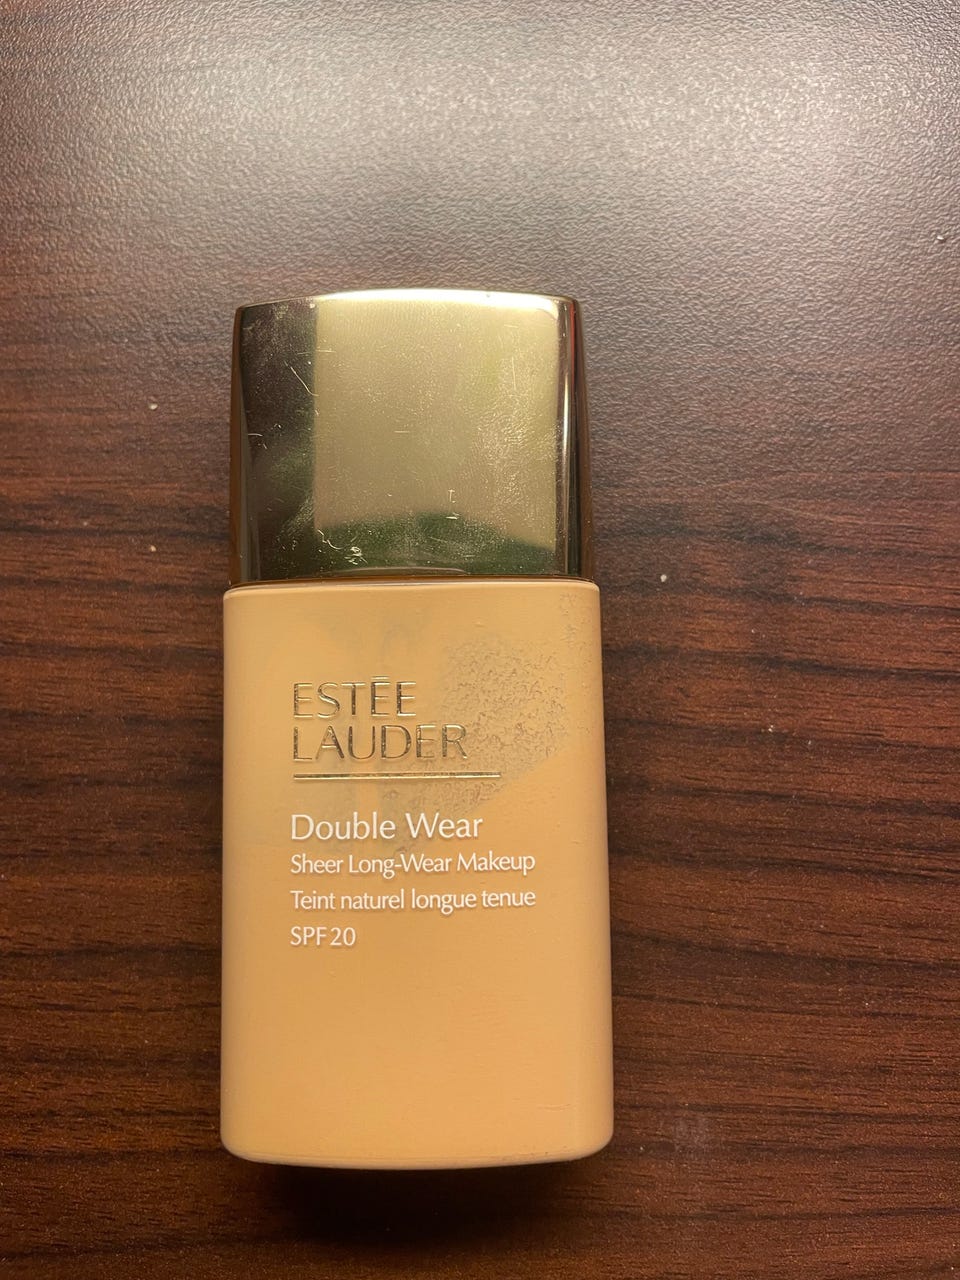 ESTĒE
LAUDER
Double Wear
Sheer Long-Wear Makeup
Teint naturel longue tenue
SPF 20